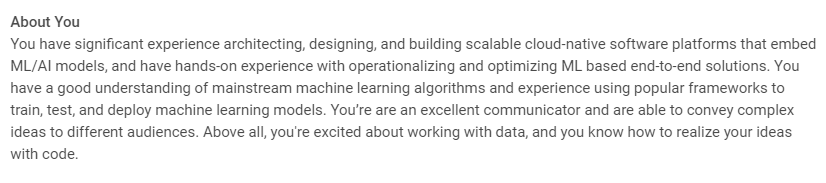 About You
You have significant experience architecting, designing, and building scalable cloud-native software platforms that embed
ML/AI models, and have hands-on experience with operationalizing and optimizing ML based end-to-end solutions. You
have a good understanding of mainstream machine learning algorithms and experience using popular frameworks to
train, test, and deploy machine learning models. You’re are an excellent communicator and are able to convey complex
ideas to different audiences. Above all, you're excited about working with data, and you know how to realize your ideas
with code.